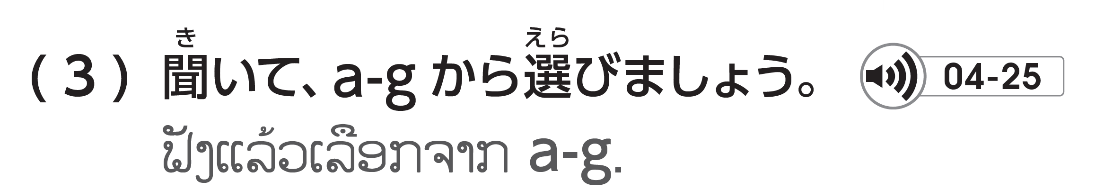 き えら
(3) 聞いて、a-g から選びましょう。 04-25
ຟັງແລ້ວເລືອກຈາກ a-g.